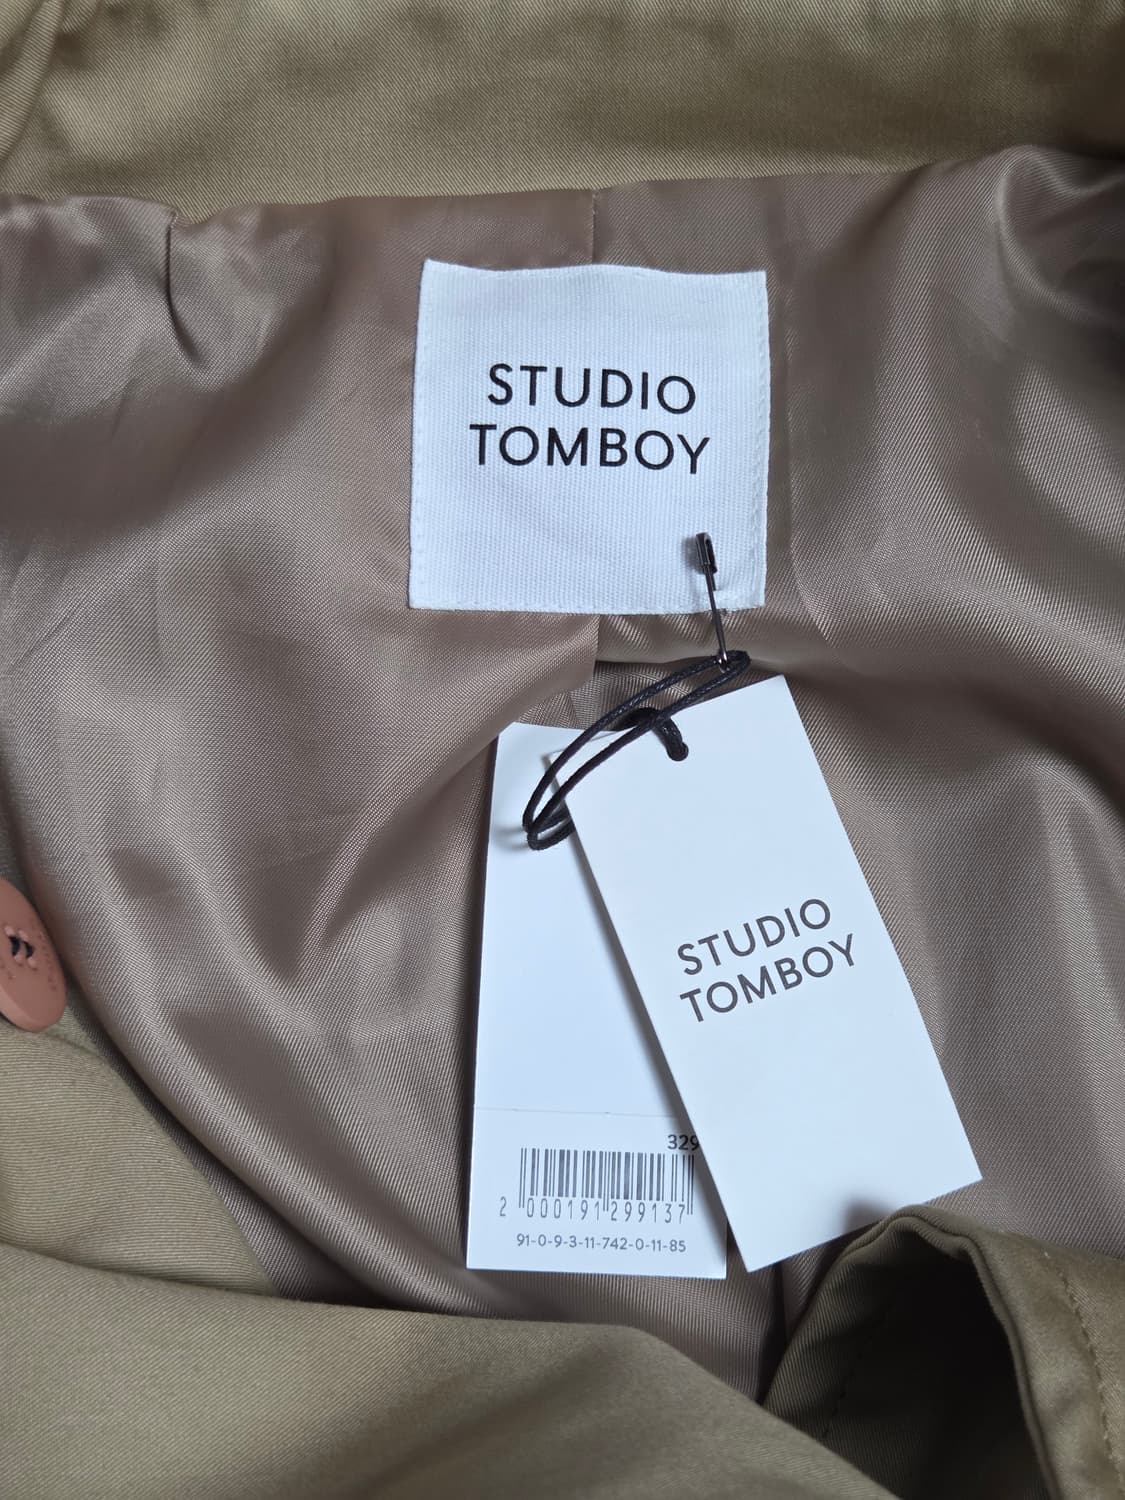 STUDIO
TOMBOY
STUDIO
TOMBOY
329
2 000191 299137
91-0-9-3-11-742-0-11-85